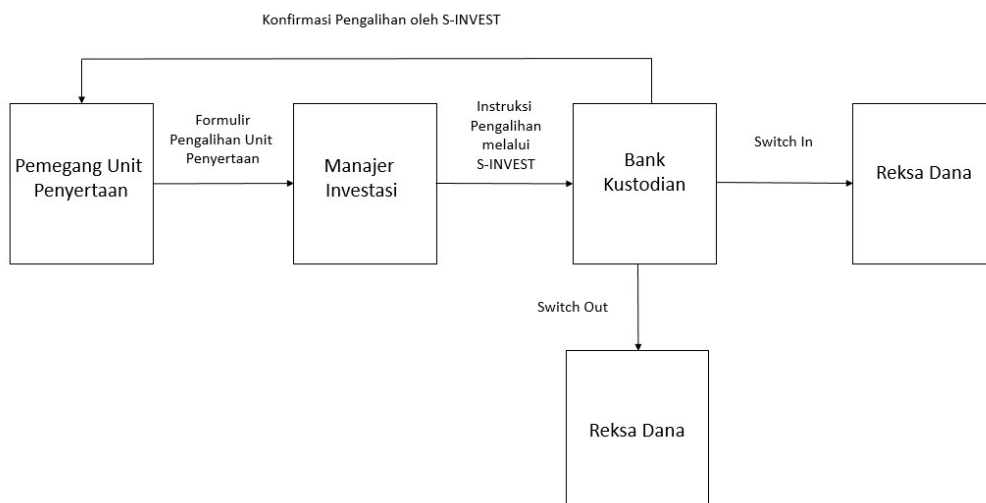 Konfirmasi Pengalihan oleh S-INVEST
Pemegang Unit
Penyertaan
Formulir
Pengalihan Unit
Penyertaan
Manajer
Investasi
Instruksi
Pengalihan
melalui
S-INVEST
Bank
Kustodian
Switch In
Reksa Dana
Switch Out
Reksa Dana